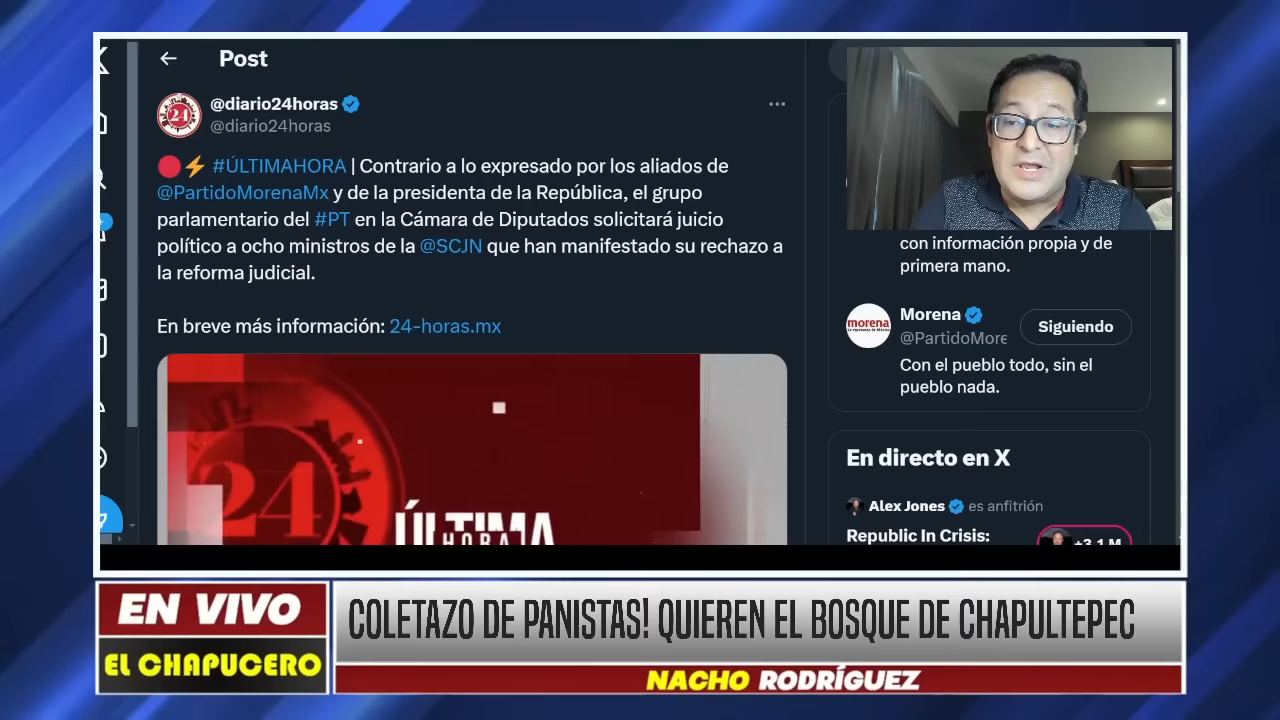 Post
@diario24horas
@diario24horas
#ÚLTIMAHORA | Contrario a lo expresado por los aliados de
@PartidoMorenaMx y de la presidenta de la República, el grupo
parlamentario del #PT en la Cámara de Diputados solicitará juicio
político a ocho ministros de la @SCJN que han manifestado su rechazo a
la reforma judicial.
En breve más información: 24-horas.mx
24
ÚLTIMA
HORA
con información propia y de
primera mano.
morena
Morena
Siguiendo
@PartidoMore
Con el pueblo todo, sin el
pueblo nada.
En directo en X
Alex Jones es anfitrión
Republic In Crisis:
+3.1 M
EN VIVO
EL CHAPUCERO
COLETAZO DE PANISTAS! QUIEREN EL BOSQUE DE CHAPULTEPEC
NACHO RODRÍGUEZ